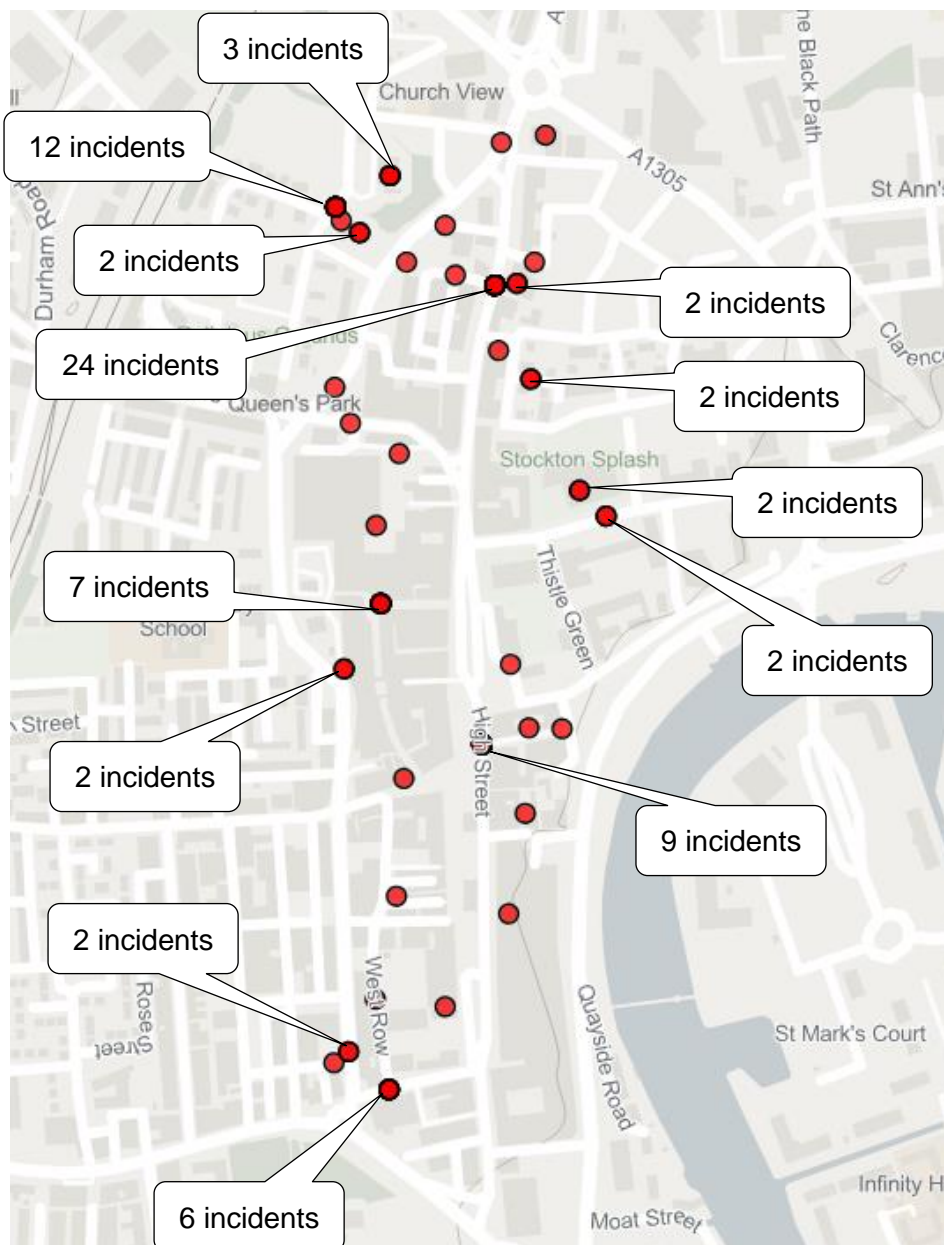 3 incidents
Church View
The Black Path
12 incidents
A1305
St Ann's
Durham Road
2 incidents
2 incidents
24 incidents
Clarence
2 incidents
Queen's Park
Stockton Splash
2 incidents
7 incidents
School
Thistle Green
2 incidents
Street
High Street
2 incidents
9 incidents
2 incidents
West Row
Rose Street
Quayside Road
St Mark's Court
6 incidents
Infinity H
Moat Street